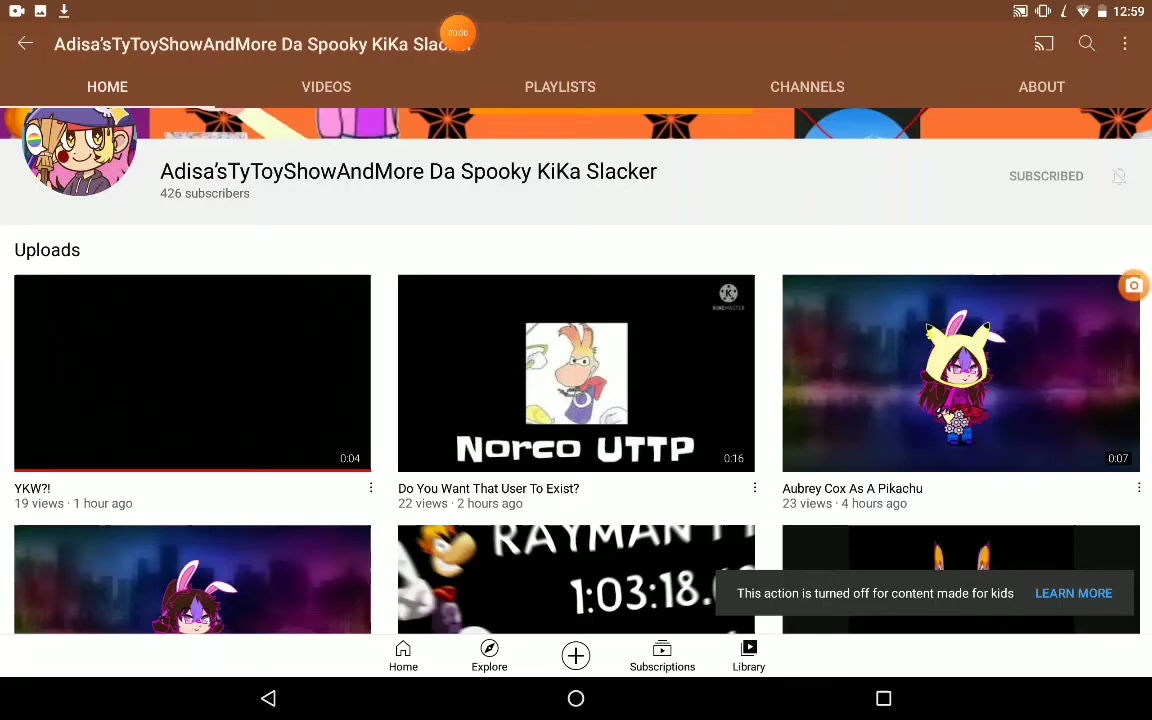 12:59
Adisa'sTyToyShowAndMore Da Spooky KiKa
00:00
HOME VIDEOS PLAYLISTS CHANNELS ABOUT
Adisa'sTyToyShowAndMore Da Spooky KiKa Slacker
426 subscribers
SUBSCRIBED
Uploads
KINEMASTER
Norco UTTP
0:04
0:16
0:07
YKW?!
19 views · 1 hour ago
Do You Want That User To Exist?
22 views · 2 hours ago
Aubrey Cox As A Pikachu
23 views · 4 hours ago
RAYMAN
1:03:18.
This action is turned off for content made for kids LEARN MORE
Home Explore Subscriptions Library